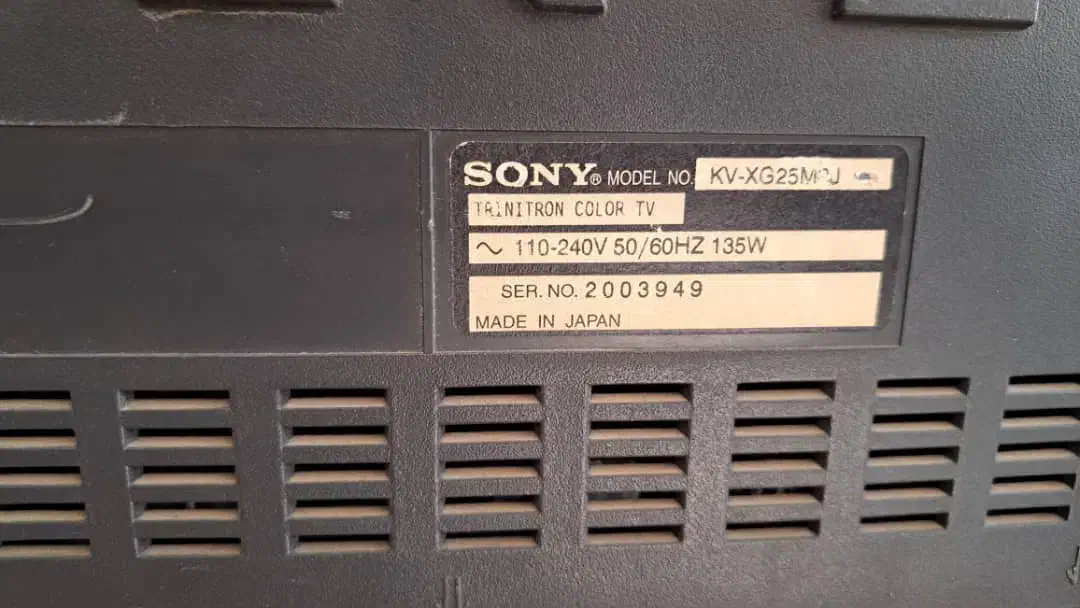 SONY® MODEL NO.
TRINITRON COLOR TV
~ 110-240V 50/60HZ 135W
SER. NO. 2003949
MADE IN JAPAN